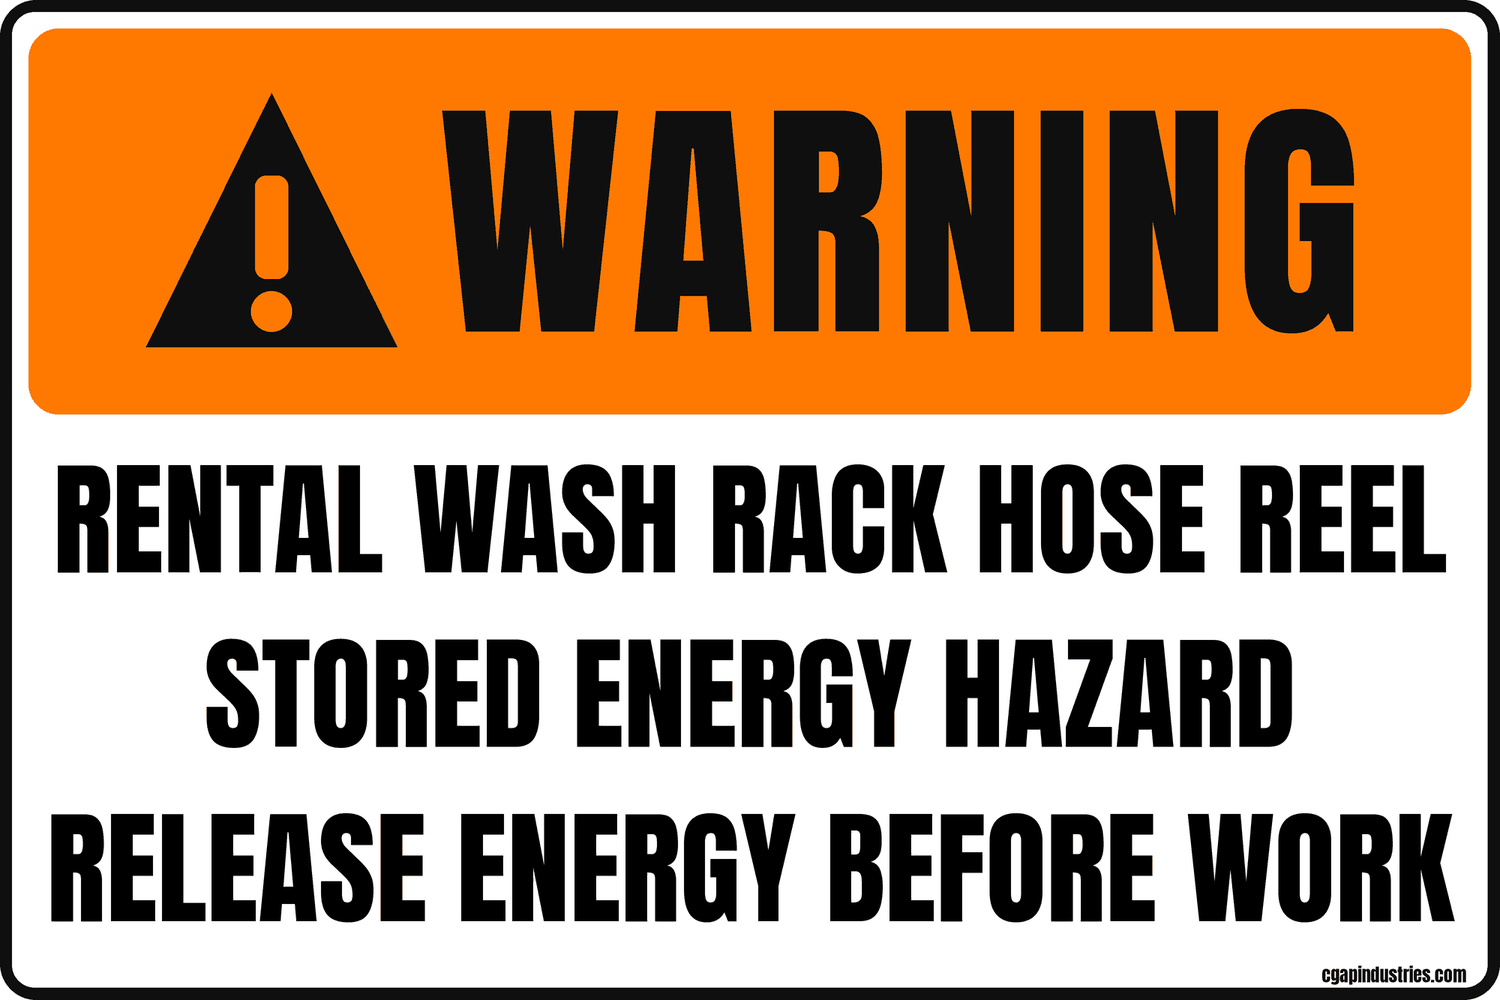 WARNING
RENTAL WASH RACK HOSE REEL
STORED ENERGY HAZARD
RELEASE ENERGY BEFORE WORK
cgapindustries.com